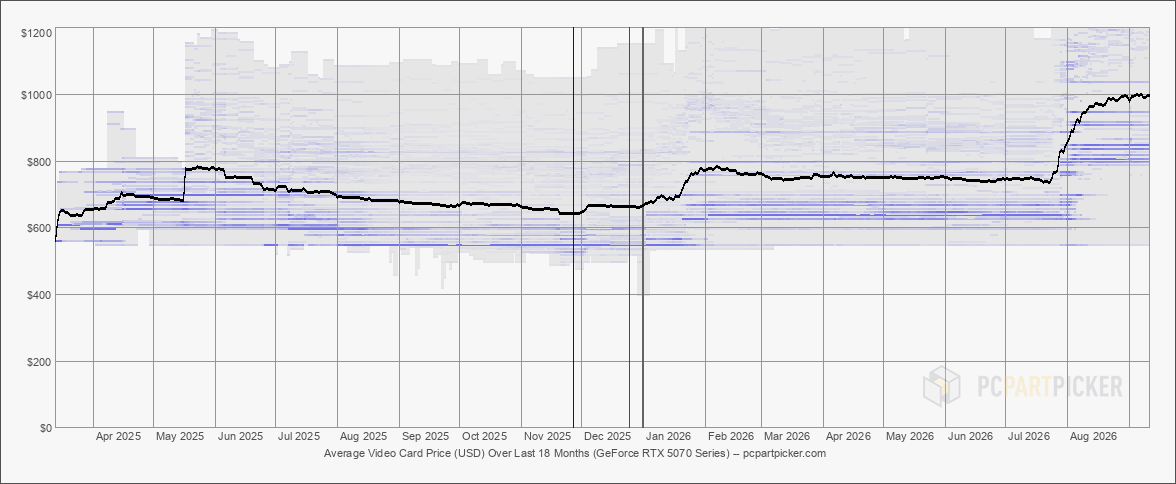 $1200
$1000
$800
$600
$400
$200
$0
PCPARTPICKER
Apr 2025 May 2025 Jun 2025 Jul 2025 Aug 2025 Sep 2025 Oct 2025 Nov 2025 Dec 2025 Jan 2026 Feb 2026 Mar 2026 Apr 2026 May 2026 Jun 2026 Jul 2026 Aug 2026
Average Video Card Price (USD) Over Last 18 Months (GeForce RTX 5070 Series) -- pcpartpicker.com